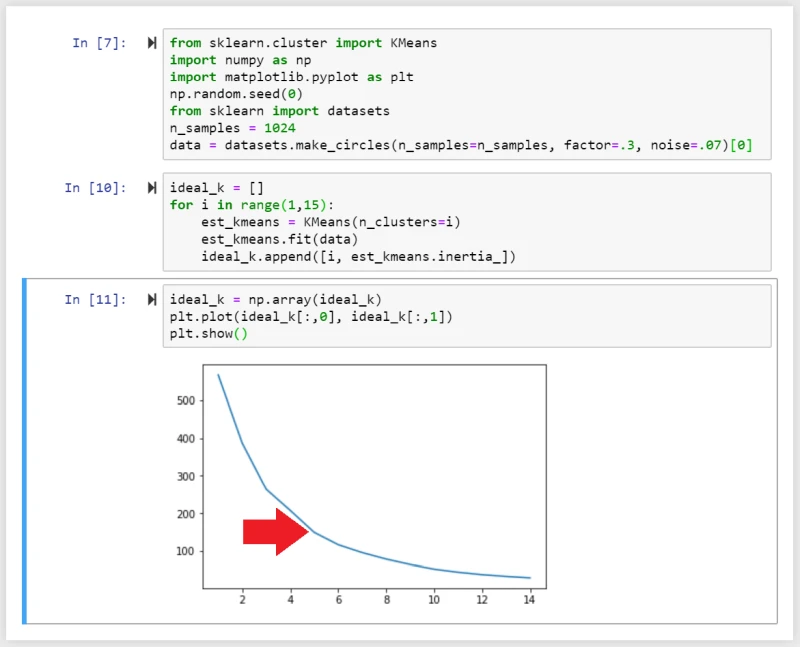 In [7]:
from sklearn.cluster import KMeans
import numpy as np
import matplotlib.pyplot as plt
np.random.seed(0)
from sklearn import datasets
n_samples = 1024
data = datasets.make_circles(n_samples=n_samples, factor=.3, noise=.07)[0]
In [10]:
ideal_k = []
for i in range(1,15):
    est_kmeans = KMeans(n_clusters=i)
    est_kmeans.fit(data)
    ideal_k.append([i, est_kmeans.inertia_])
In [11]:
ideal_k = np.array(ideal_k)
plt.plot(ideal_k[:,0], ideal_k[:,1])
plt.show()
500
400
300
200
100
2 4 6 8 10 12 14